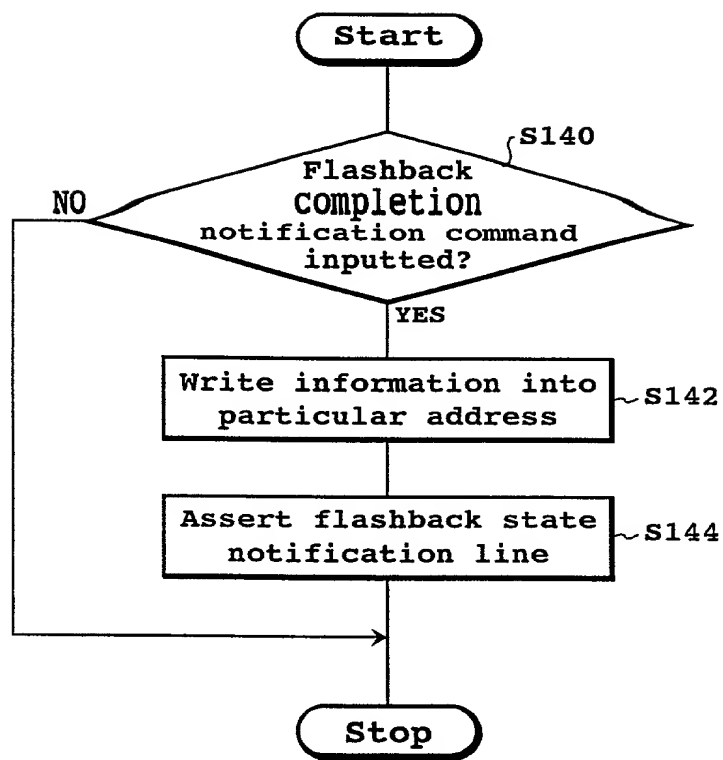 Start
S140
Flashback
NO
completion
notification command
inputted?
YES
Write information into
particular address
S142
Assert flashback state
notification line
S144
Stop